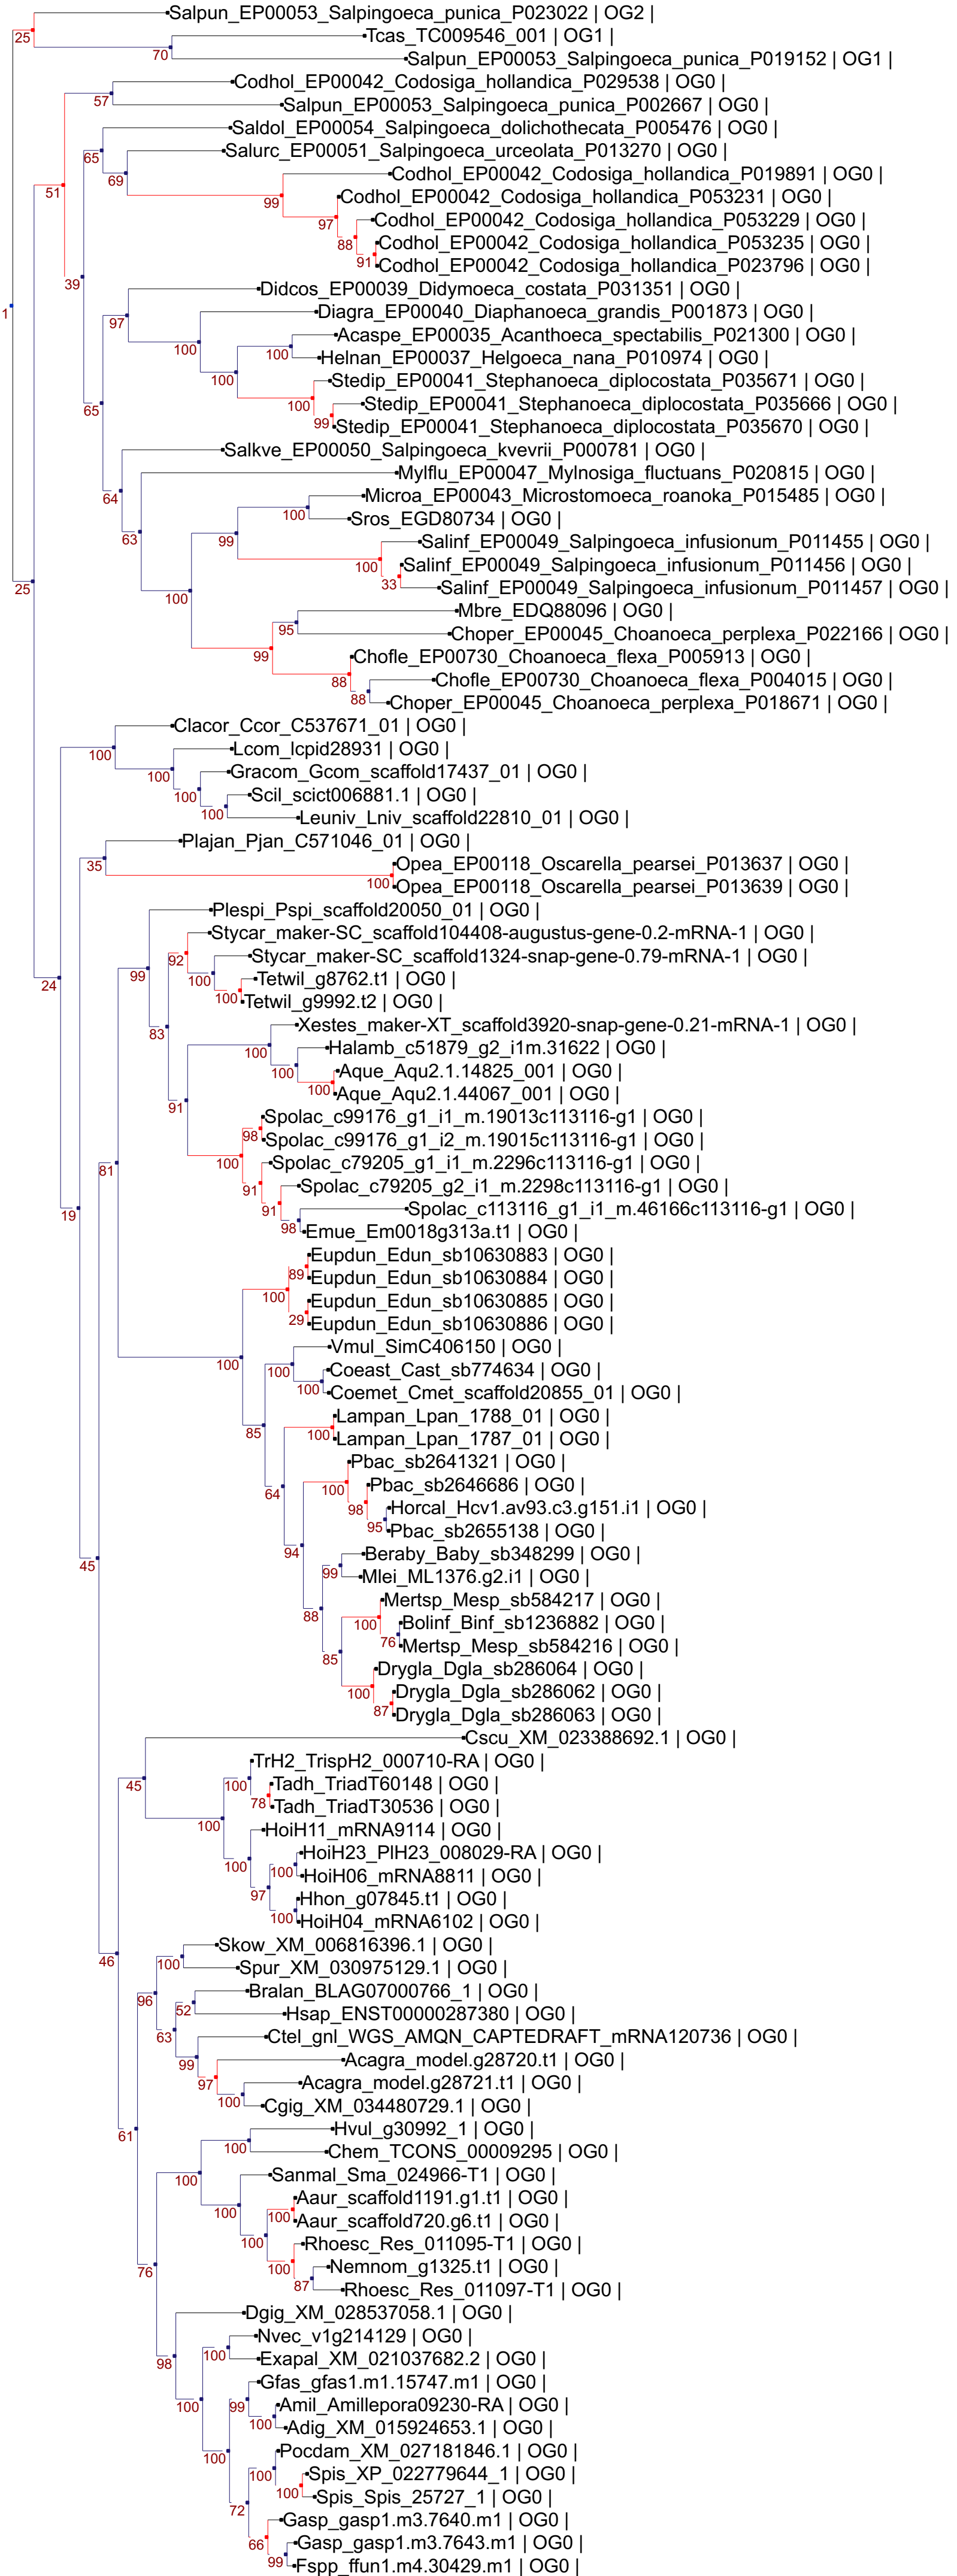 Salpun_EP00053_Salpingoeca_punica_P023022 | OG2 |
25
Tcas_TC009546_001 | OG1 |
70
Salpun_EP00053_Salpingoeca_punica_P019152 | OG1 |
Codhol_EP00042_Codosiga_hollandica_P029538 | OG0 |
57
Salpun_EP00053_Salpingoeca_punica_P002667 | OG0 |
Saldol_EP00054_Salpingoeca_dolichothecata_P005476 | OG0 |
65
Salurc_EP00051_Salpingoeca_urceolata_P013270 | OG0 |
69
Codhol_EP00042_Codosiga_hollandica_P019891 | OG0 |
51
99
Codhol_EP00042_Codosiga_hollandica_P053231 | OG0 |
97
Codhol_EP00042_Codosiga_hollandica_P053229 | OG0 |
88
Codhol_EP00042_Codosiga_hollandica_P053235 | OG0 |
91
Codhol_EP00042_Codosiga_hollandica_P023796 | OG0 |
39
Didcos_EP00039_Didymoeca_costata_P031351 | OG0 |
1
97
Diagra_EP00040_Diaphanoeca_grandis_P001873 | OG0 |
Acaspe_EP00035_Acanthoeca_spectabilis_P021300 | OG0 |
100
100
Helnan_EP00037_Helgoeca_nana_P010974 | OG0 |
100
Stedip_EP00041_Stephanoeca_diplocostata_P035671 | OG0 |
100
Stedip_EP00041_Stephanoeca_diplocostata_P035666 | OG0 |
65
99
Stedip_EP00041_Stephanoeca_diplocostata_P035670 | OG0 |
Salkve_EP00050_Salpingoeca_kvevrii_P000781 | OG0 |
Mylflu_EP00047_Mylnosiga_fluctuans_P020815 | OG0 |
64
Microa_EP00043_Microstomoeca_roanoka_P015485 | OG0 |
100
Sros_EGD80734 | OG0 |
63
99
Salinf_EP00049_Salpingoeca_infusionum_P011455 | OG0 |
100
Salinf_EP00049_Salpingoeca_infusionum_P011456 | OG0 |
33
25
Salinf_EP00049_Salpingoeca_infusionum_P011457 | OG0 |
100
Mbre_EDQ88096 | OG0 |
95
Choper_EP00045_Choanoeca_perplexa_P022166 | OG0 |
99
Chofle_EP00730_Choanoeca_flexa_P005913 | OG0 |
88
Chofle_EP00730_Choanoeca_flexa_P004015 | OG0 |
88
Choper_EP00045_Choanoeca_perplexa_P018671 | OG0 |
Clacor_Ccor_C537671_01 | OG0 |
100
Lcom_lcpid28931 | OG0 |
100
Gracom_Gcom_scaffold17437_01 | OG0 |
100
Scil_scict006881.1 | OG0 |
100
Leuniv_Lniv_scaffold22810_01 | OG0 |
Plajan_Pjan_C571046_01 | OG0 |
35
Opea_EP00118_Oscarella_pearsei_P013637 | OG0 |
100
Opea_EP00118_Oscarella_pearsei_P013639 | OG0 |
Plespi_Pspi_scaffold20050_01 | OG0 |
Stycar_maker-SC_scaffold104408-augustus-gene-0.2-mRNA-1 | OG0 |
92
Stycar_maker-SC_scaffold1324-snap-gene-0.79-mRNA-1 | OG0 |
99
100
24
Tetwil_g8762.t1 | OG0 |
100
Tetwil_g9992.t2 | OG0 |
Xestes_maker-XT_scaffold3920-snap-gene-0.21-mRNA-1 | OG0 |
83
100
Halamb_c51879_g2_i1m.31622 | OG0 |
100
Aque_Aqu2.1.14825_001 | OG0 |
100
Aque_Aqu2.1.44067_001 | OG0 |
91
Spolac_c99176_g1_i1_m.19013c113116-g1 | OG0 |
98
Spolac_c99176_g1_i2_m.19015c113116-g1 | OG0 |
100
Spolac_c79205_g1_i1_m.2296c113116-g1 | OG0 |
81
91
Spolac_c79205_g2_i1_m.2298c113116-g1 | OG0 |
91
Spolac_c113116_g1_i1_m.46166c113116-g1 | OG0 |
19
98
Emue_Em0018g313a.t1 | OG0 |
Eupdun_Edun_sb10630883 | OG0 |
89
Eupdun_Edun_sb10630884 | OG0 |
100
Eupdun_Edun_sb10630885 | OG0 |
29
Eupdun_Edun_sb10630886 | OG0 |
Vmul_SimC406150 | OG0 |
100
100
Coeast_Cast_sb774634 | OG0 |
100
Coemet_Cmet_scaffold20855_01 | OG0 |
Lampan_Lpan_1788_01 | OG0 |
85
100
Lampan_Lpan_1787_01 | OG0 |
Pbac_sb2641321 | OG0 |
64
100
Pbac_sb2646686 | OG0 |
98
Horcal_Hcv1.av93.c3.g151.i1 | OG0 |
95
Pbac_sb2655138 | OG0 |
94
Beraby_Baby_sb348299 | OG0 |
45
99
Mlei_ML1376.g2.i1 | OG0 |
Mertsp_Mesp_sb584217 | OG0 |
88
100
Bolinf_Binf_sb1236882 | OG0 |
76
Mertsp_Mesp_sb584216 | OG0 |
85
Drygla_Dgla_sb286064 | OG0 |
100
Drygla_Dgla_sb286062 | OG0 |
87
Drygla_Dgla_sb286063 | OG0 |
Cscu_XM_023388692.1 | OG0 |
TrH2_TrispH2_000710-RA | OG0 |
45
100
Tadh_TriadT60148 | OG0 |
78
Tadh_TriadT30536 | OG0 |
100
HoiH11_mRNA9114 | OG0 |
HoiH23_PlH23_008029-RA | OG0 |
100
100
HoiH06_mRNA8811 | OG0 |
97
Hhon_g07845.t1 | OG0 |
100
HoiH04_mRNA6102 | OG0 |
Skow_XM_006816396.1 | OG0 |
46
100
Spur_XM_030975129.1 | OG0 |
Bralan_BLAG07000766_1 | OG0 |
96
52
Hsap_ENST00000287380 | OG0 |
63
Ctel_gnl_WGS_AMQN_CAPTEDRAFT_mRNA120736 | OG0 |
99
Acagra_model.g28720.t1 | OG0 |
97
Acagra_model.g28721.t1 | OG0 |
100
Cgig_XM_034480729.1 | OG0 |
61
Hvul_g30992_1 | OG0 |
100
Chem_TCONS_00009295 | OG0 |
100
Sanmal_Sma_024966-T1 | OG0 |
Aaur_scaffold1191.g1.t1 | OG0 |
100
100
Aaur_scaffold720.g6.t1 | OG0 |
100
Rhoesc_Res_011095-T1 | OG0 |
76
100
Nemnom_g1325.t1 | OG0 |
87
Rhoesc_Res_011097-T1 | OG0 |
Dgig_XM_028537058.1 | OG0 |
Nvec_v1g214129 | OG0 |
98
100
Exapal_XM_021037682.2 | OG0 |
Gfas_gfas1.m1.15747.m1 | OG0 |
100
99
Amil_Amillepora09230-RA | OG0 |
100
Adig_XM_015924653.1 | OG0 |
100
Pocdam_XM_027181846.1 | OG0 |
100
Spis_XP_022779644_1 | OG0 |
100
Spis_Spis_25727_1 | OG0 |
72
Gasp_gasp1.m3.7640.m1 | OG0 |
66
Gasp_gasp1.m3.7643.m1 | OG0 |
99
Fspp_ffun1.m4.30429.m1 | OG0 |